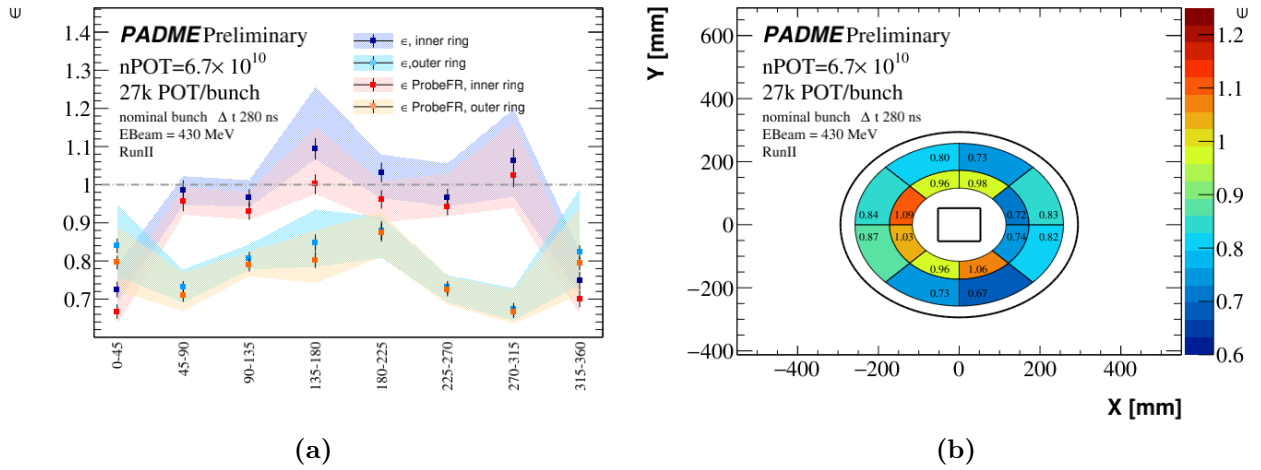 ∈
1.4
1.3
1.2
1.1
1
0.9
0.8
0.7
PADME Preliminary
nPOT=6.7× 10^10
27k POT/bunch
nominal bunch Δ t 280 ns
EBeam = 430 MeV
RunII
∈, inner ring
∈,outer ring
∈ ProbeFR, inner ring
∈ ProbeFR, outer ring
0-45
45-90
90-135
135-180
180-225
225-270
270-315
315-360
(a)
Y [mm]
600
400
200
0
−200
−400
PADME Preliminary
nPOT=6.7× 10^10
27k POT/bunch
nominal bunch Δ t 280 ns
EBeam = 430 MeV
RunII
0.80 0.73
0.96 0.98
0.84 1.09 0.72 0.83
0.87 1.03 0.74 0.82
0.96 1.06
0.73 0.67
−400 −200 0 200 400
X [mm]
∈
1.2
1.1
1
0.9
0.8
0.7
0.6
(b)